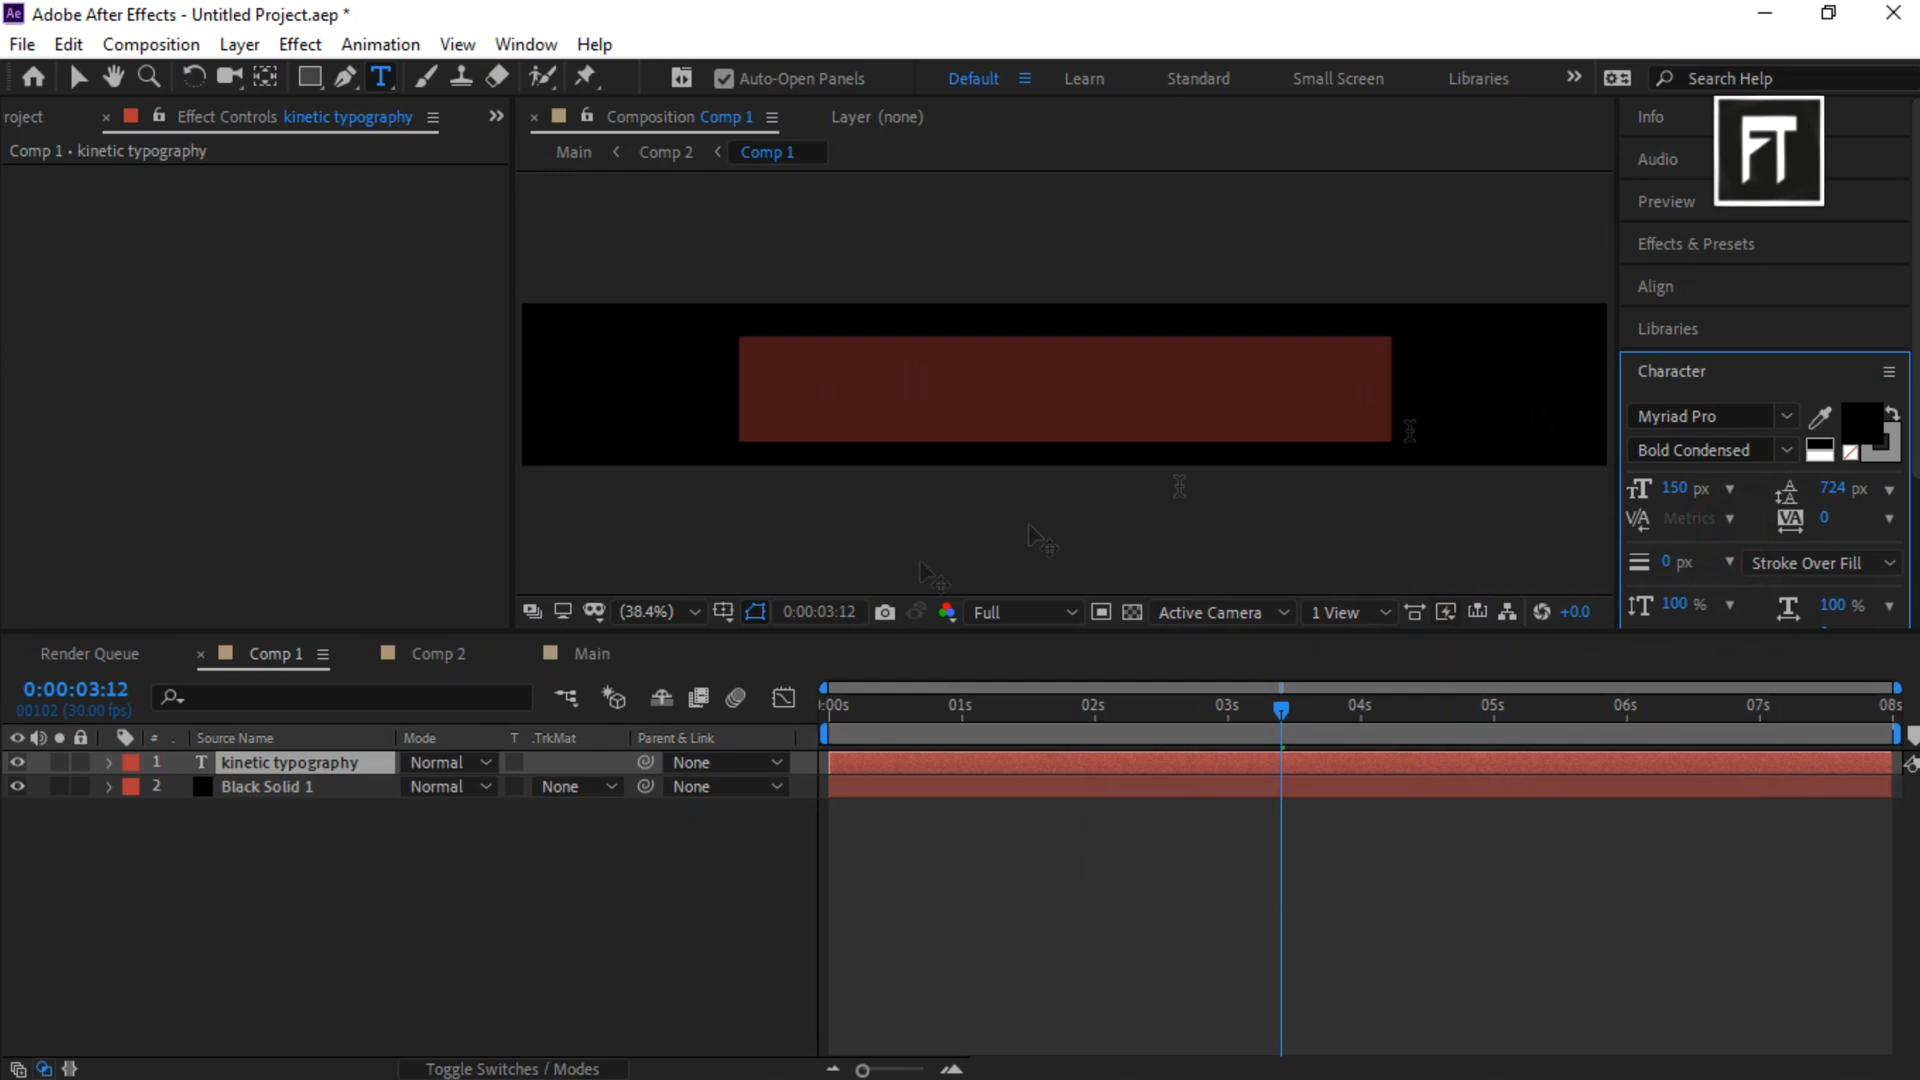 Ae Adobe After Effects - Untitled Project.aep *
File Edit Composition Layer Effect Animation View Window Help
T Auto-Open Panels Default Learn Standard Small Screen Libraries Search Help
roject Effect Controls kinetic typography Composition Comp 1 Layer (none) Info
Comp 1 • kinetic typography
Main Comp 2 Comp 1
FT
Audio
Preview
Effects & Presets
Align
Libraries
Character
Myriad Pro
Bold Condensed
150 px 724 px
Metrics 0
0 px Stroke Over Fill
100 % 100 %
(38.4%) 0:00:03:12 Full Active Camera 1 View +0.0
Render Queue Comp 1 Comp 2 Main
0:00:03:12
00102 (30.00 fps)
:00s 01s 02s 03s 04s 05s 06s 07s 08s
# . Source Name Mode T .TrkMat Parent & Link
1 T kinetic typography Normal None
2 Black Solid 1 Normal None None
Toggle Switches / Modes